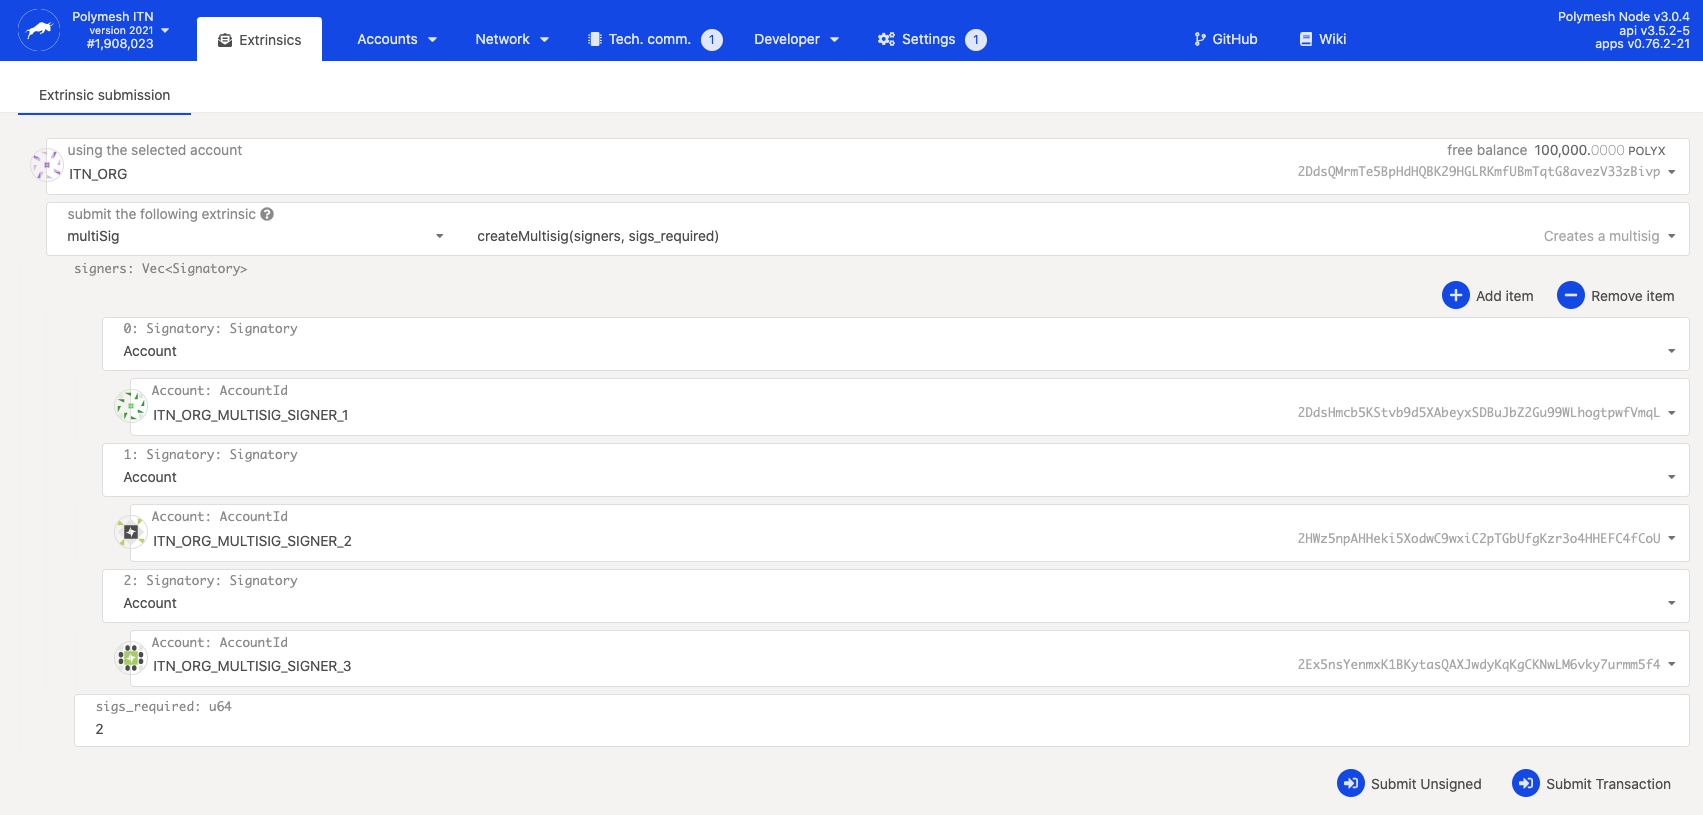 Polymesh ITN
version 2021
#1,908,023
Extrinsics
Accounts
Network
Tech. comm. 1
Developer
Settings 1
GitHub
Wiki
Polymesh Node v3.0.4
api v3.5.2-5
apps v0.76.2-21
Extrinsic submission
using the selected account
free balance 100,000.0000 POLYX
ITN_ORG
2DdsQMrmTe5BpHdHQBK29HGLRKmfUBmTqtG8avezV33zBivp
submit the following extrinsic
multiSig
createMultisig(signers, sigs_required)
Creates a multisig
signers: Vec<Signatory>
Add item
Remove item
0: Signatory: Signatory
Account
Account: AccountId
ITN_ORG_MULTISIG_SIGNER_1
2DdsHmcb5KStvb9d5XAbeyxSDBuJbZ2Gu99WLhogtpwfVmqL
1: Signatory: Signatory
Account
Account: AccountId
ITN_ORG_MULTISIG_SIGNER_2
2HWz5npAHHeki5XodwC9wxiC2pTGbUfgKzr3o4HHEFC4fCoU
2: Signatory: Signatory
Account
Account: AccountId
ITN_ORG_MULTISIG_SIGNER_3
2Ex5nsYenmxK1BKytasQAXJwdyKqKgCKNwLM6vky7urmm5f4
sigs_required: u64
2
Submit Unsigned
Submit Transaction